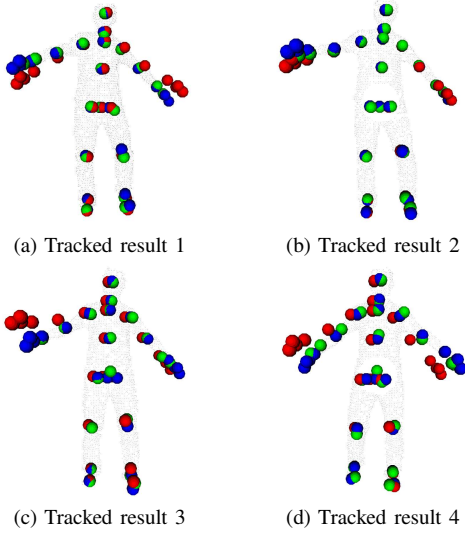 (a) Tracked result 1
(b) Tracked result 2
(c) Tracked result 3
(d) Tracked result 4